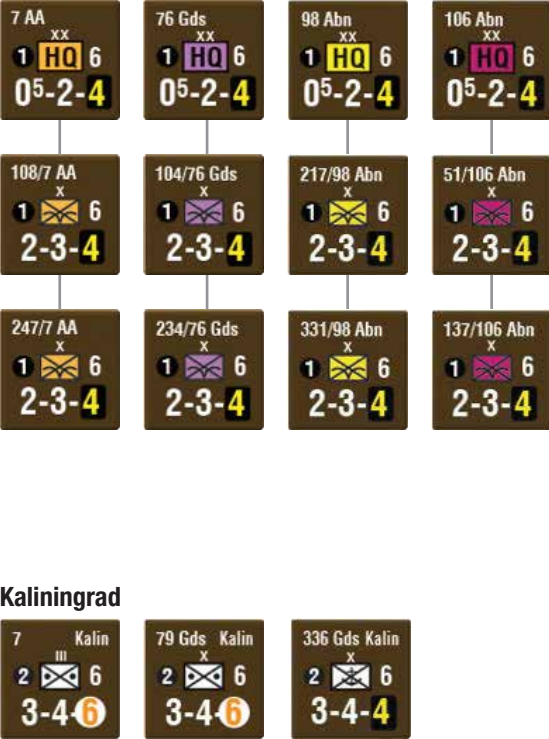 7 AA
xx
1 HQ 6
0⁵-2-4
76 Gds
xx
1 HQ 6
0⁵-2-4
98 Abn
xx
1 HQ 6
0⁵-2-4
106 Abn
xx
1 HQ 6
0⁵-2-4
108/7 AA
x
1 6
2-3-4
104/76 Gds
x
1 6
2-3-4
217/98 Abn
x
1 6
2-3-4
51/106 Abn
x
1 6
2-3-4
247/7 AA
x
1 6
2-3-4
234/76 Gds
x
1 6
2-3-4
331/98 Abn
x
1 6
2-3-4
137/106 Abn
x
1 6
2-3-4
Kaliningrad
7 Kalin
III
2 6
3-4-6
79 Gds Kalin
x
2 6
3-4-6
336 Gds Kalin
x
2 6
3-4-4